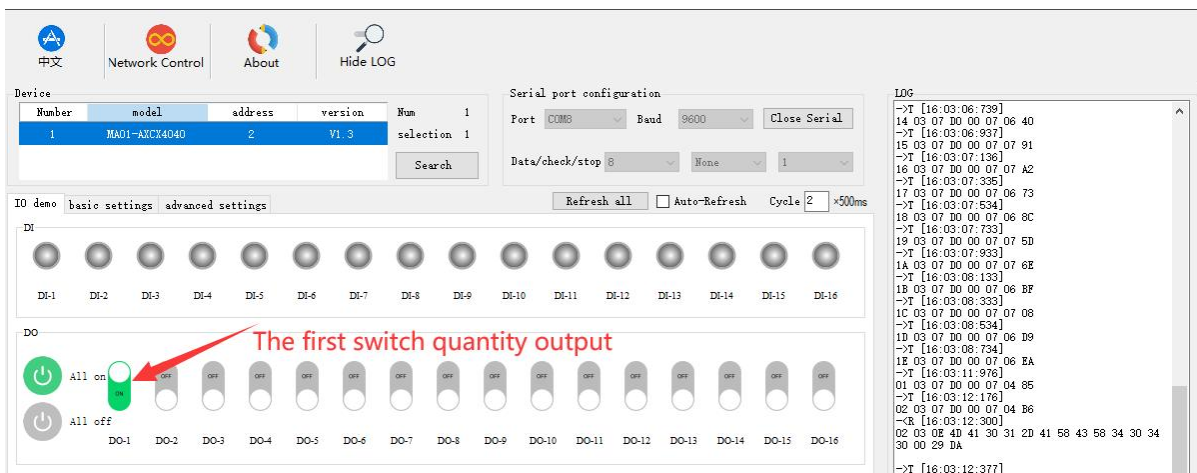 中文
Network Control
About
Hide LOG
Device
Number model address version
1 MA01-AXCX4040 2 V1.3
Num 1
selection 1
Search
Serial port configuration
Port COM8 Baud 9600 Close Serial
Data/check/stop 8 None 1
IO demo basic settings advanced settings
Refresh all Auto-Refresh Cycle 2 ×500ms
DI
DI-1 DI-2 DI-3 DI-4 DI-5 DI-6 DI-7 DI-8 DI-9 DI-10 DI-11 DI-12 DI-13 DI-14 DI-15 DI-16
DO
The first switch quantity output
All on
ON OFF OFF OFF OFF OFF OFF OFF OFF OFF OFF OFF OFF OFF OFF OFF
All off
DO-1 DO-2 DO-3 DO-4 DO-5 DO-6 DO-7 DO-8 DO-9 DO-10 DO-11 DO-12 DO-13 DO-14 DO-15 DO-16
LOG
->T [16:03:06:739]
14 03 07 D0 00 07 06 40
->T [16:03:06:937]
15 03 07 D0 00 07 07 91
->T [16:03:07:136]
16 03 07 D0 00 07 07 A2
->T [16:03:07:335]
17 03 07 D0 00 07 06 73
->T [16:03:07:534]
18 03 07 D0 00 07 06 8C
->T [16:03:07:733]
19 03 07 D0 00 07 07 5D
->T [16:03:07:933]
1A 03 07 D0 00 07 07 6E
->T [16:03:08:133]
1B 03 07 D0 00 07 06 BF
->T [16:03:08:333]
1C 03 07 D0 00 07 07 08
->T [16:03:08:534]
1D 03 07 D0 00 07 06 D9
->T [16:03:08:734]
1E 03 07 D0 00 07 06 EA
->T [16:03:11:976]
01 03 07 D0 00 07 04 85
->T [16:03:12:176]
02 03 07 D0 00 07 04 B6
-<R [16:03:12:300]
02 03 0E 4D 41 30 31 2D 41 58 43 58 34 30 34
30 00 29 DA
->T [16:03:12:377]